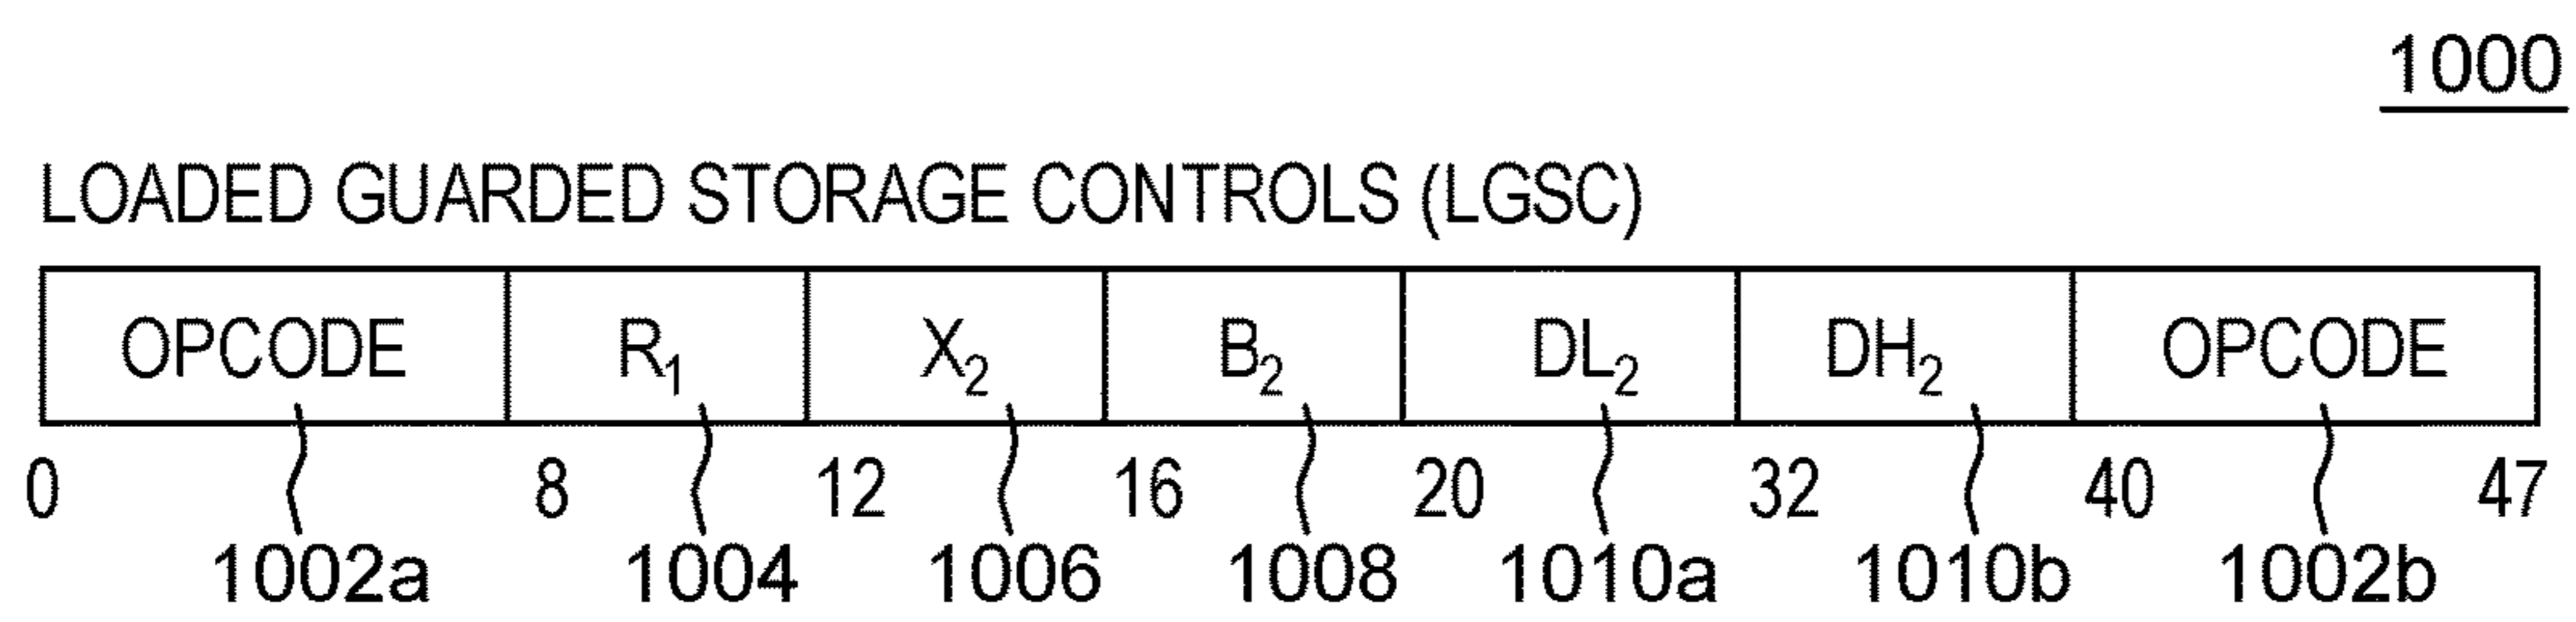 1000
LOADED GUARDED STORAGE CONTROLS (LGSC)
OPCODE R₁ X₂ B₂ DL₂ DH₂ OPCODE
0 8 12 16 20 32 40 47
1002a 1004 1006 1008 1010a 1010b 1002b